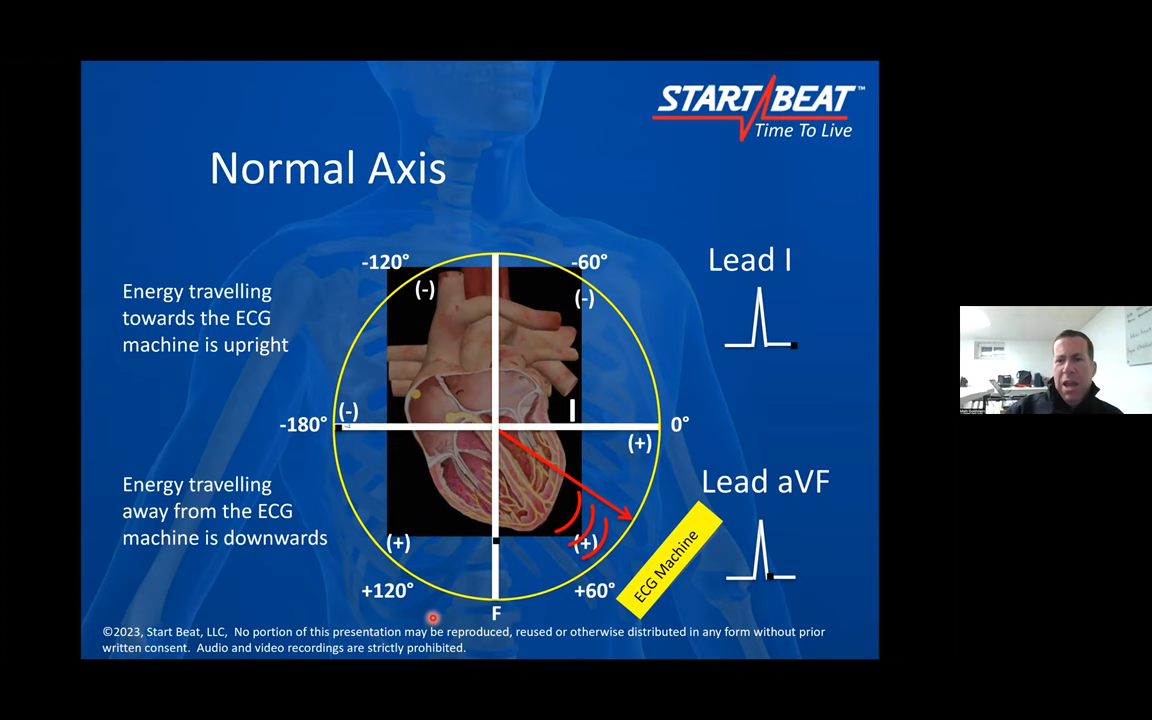 START BEAT™
Time To Live
Normal Axis
-120°
-60°
Lead I
(-)
(-)
Energy travelling
towards the ECG
machine is upright
(-)
I
-180°
0°
(+)
Energy travelling
away from the ECG
machine is downwards
Lead aVF
(+)
(+)
ECG Machine
+120°
+60°
F
©2023, Start Beat, LLC, No portion of this presentation may be reproduced, reused or otherwise distributed in any form without prior
written consent. Audio and video recordings are strictly prohibited.